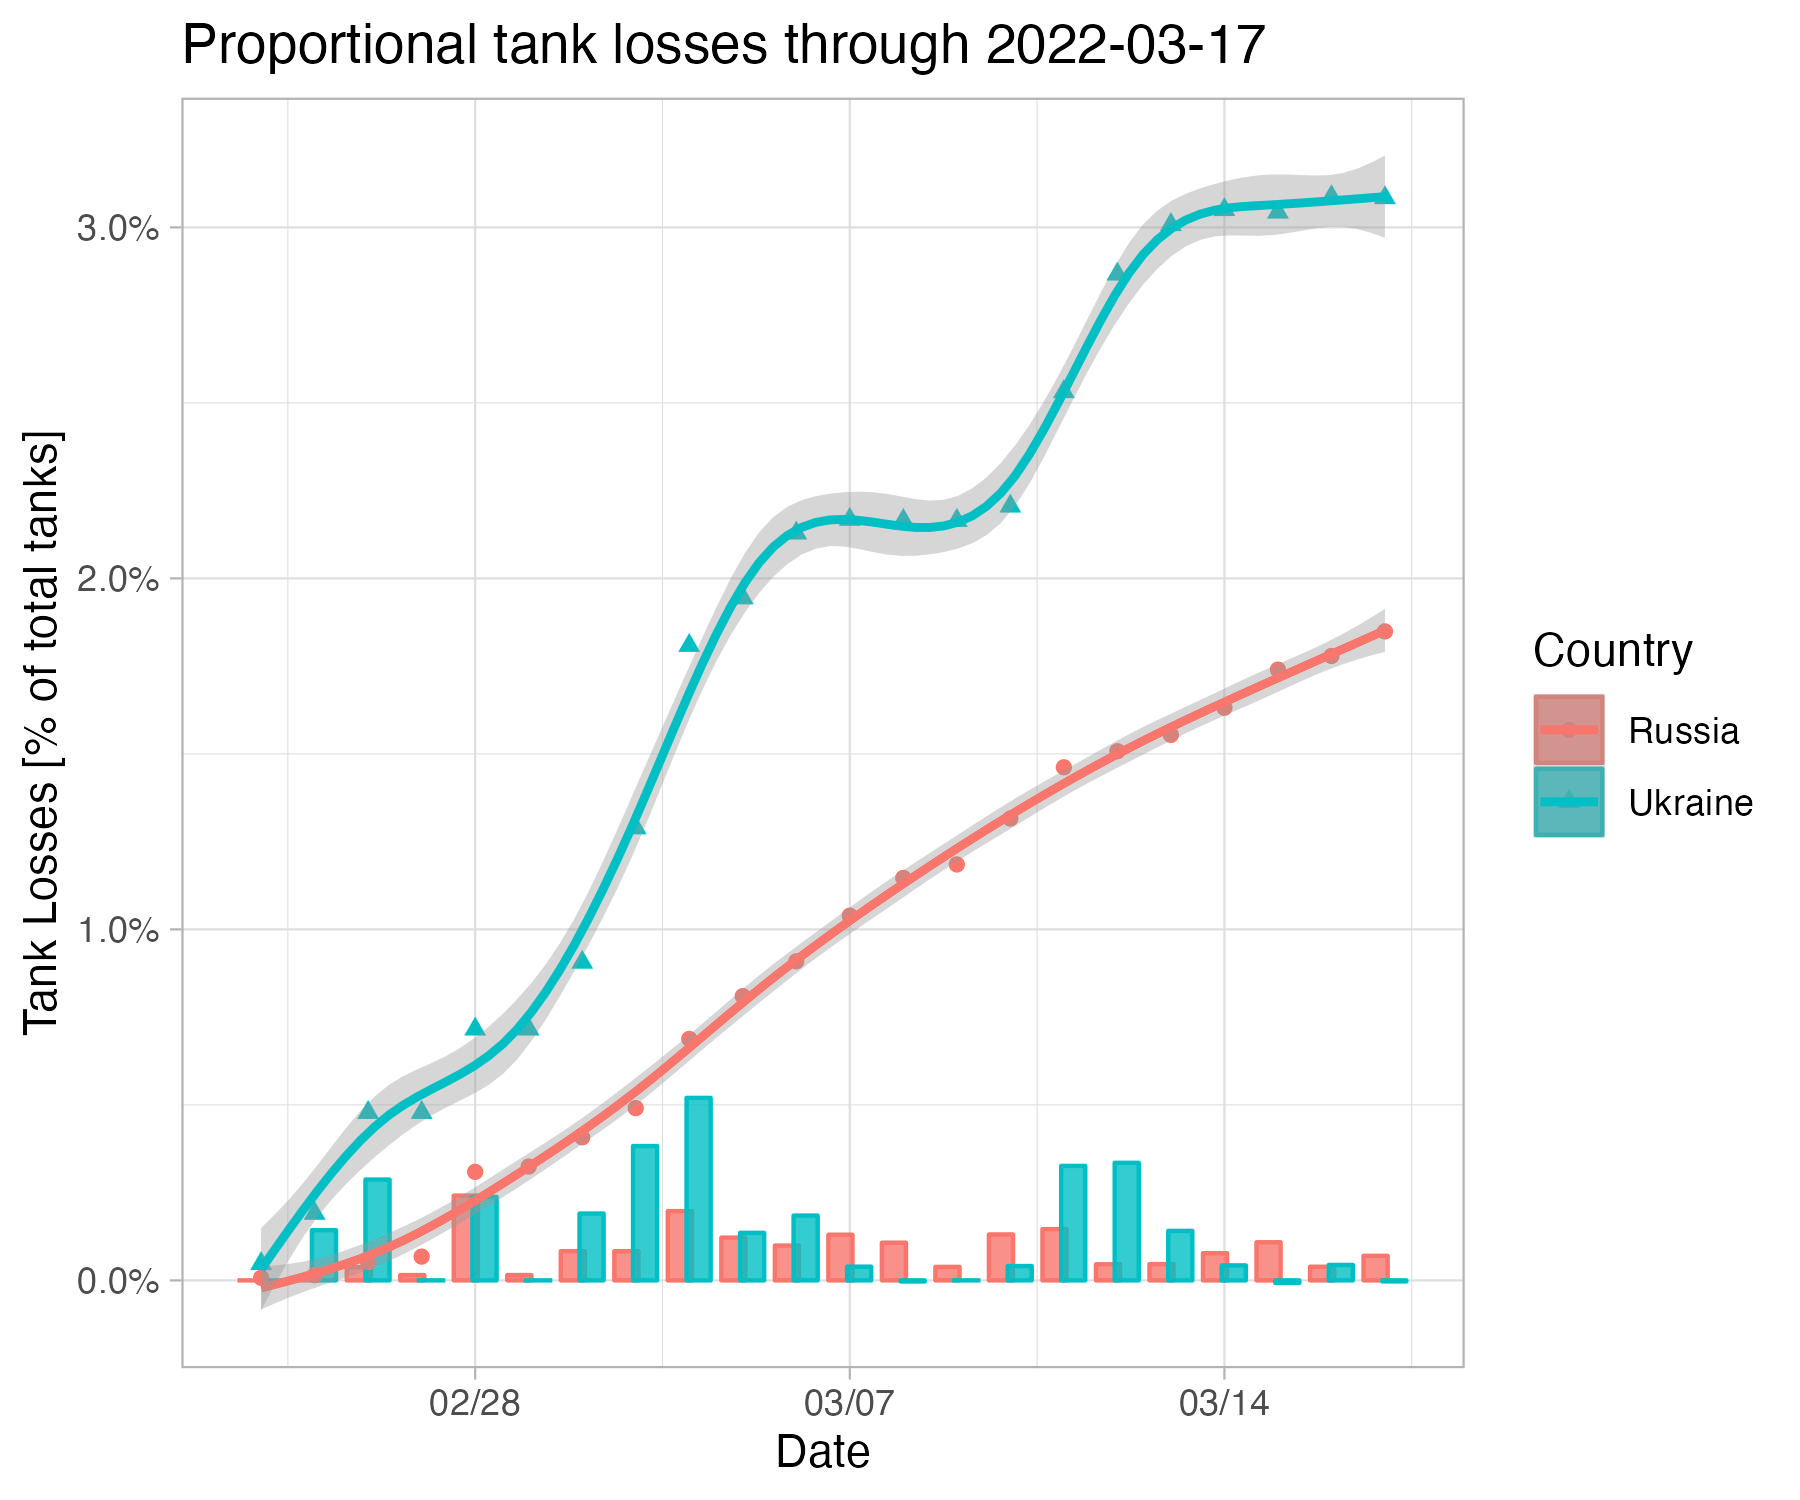 Proportional tank losses through 2022-03-17
Tank Losses [% of total tanks]
3.0%
2.0%
1.0%
0.0%
02/28
03/07
03/14
Date
Country
Russia
Ukraine